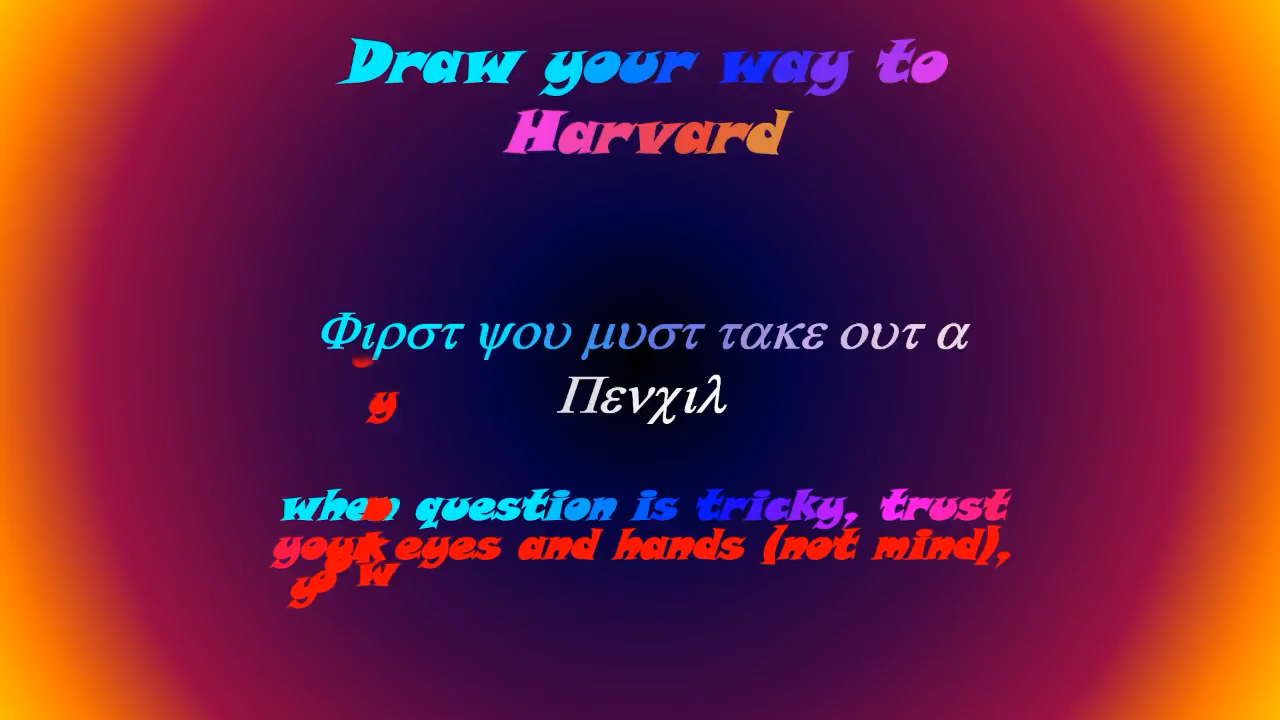 Draw your way to
Harvard
Φιρστ ψου μυστ τακε ουτ α
Πενχιλ
y
when question is tricky, trust
eyes and hands (not mind),
w